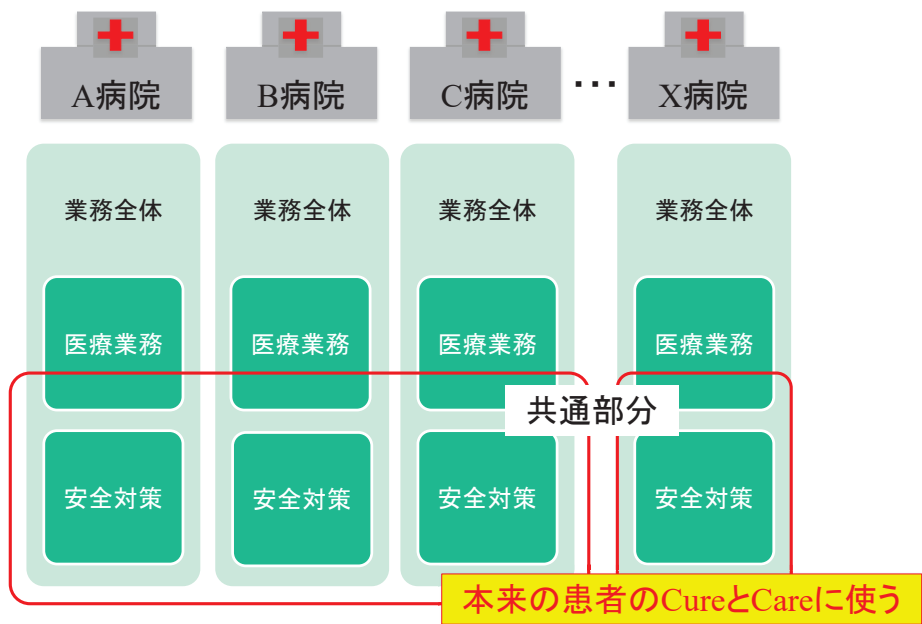 A病院
B病院
C病院
…
X病院
業務全体
業務全体
業務全体
業務全体
医療業務
医療業務
医療業務
医療業務
共通部分
安全対策
安全対策
安全対策
安全対策
本来の患者のCureとCareに使う